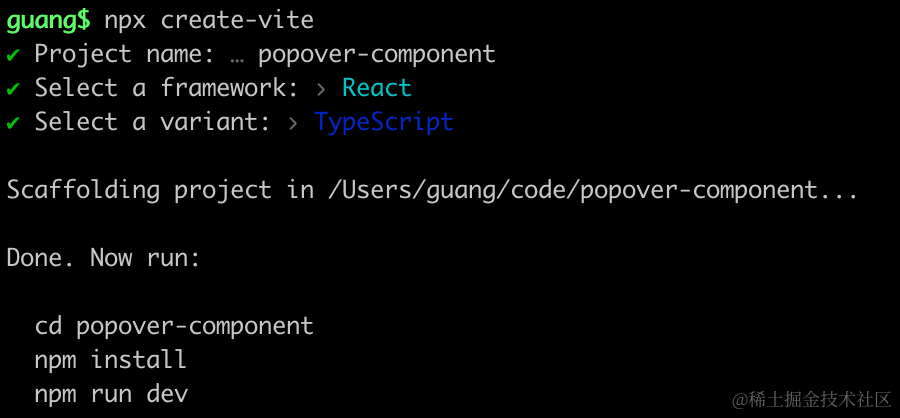 guang$ npx create-vite
✔ Project name: … popover-component
✔ Select a framework: › React
✔ Select a variant: › TypeScript
Scaffolding project in /Users/guang/code/popover-component...
Done. Now run:
cd popover-component
npm install
npm run dev
@稀土掘金技术社区